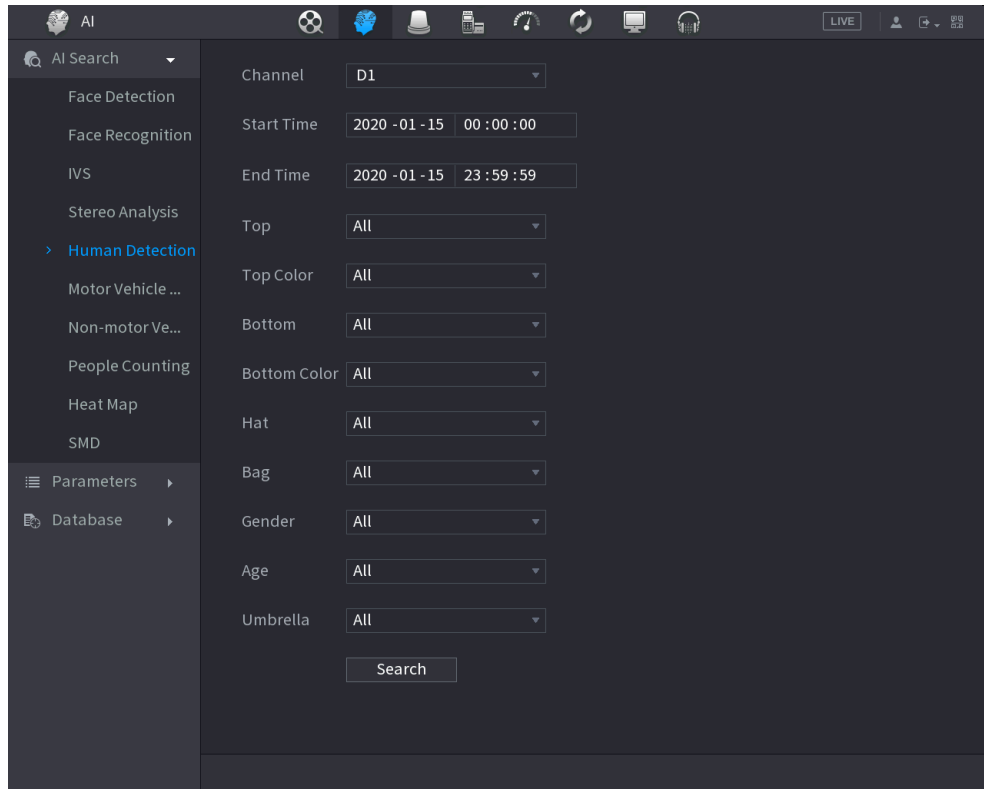 AI
LIVE
AI Search
Face Detection
Face Recognition
IVS
Stereo Analysis
Human Detection
Motor Vehicle ...
Non-motor Ve...
People Counting
Heat Map
SMD
Parameters
Database
Channel D1
Start Time 2020 -01 -15 00 :00 :00
End Time 2020 -01 -15 23 :59 :59
Top All
Top Color All
Bottom All
Bottom Color All
Hat All
Bag All
Gender All
Age All
Umbrella All
Search